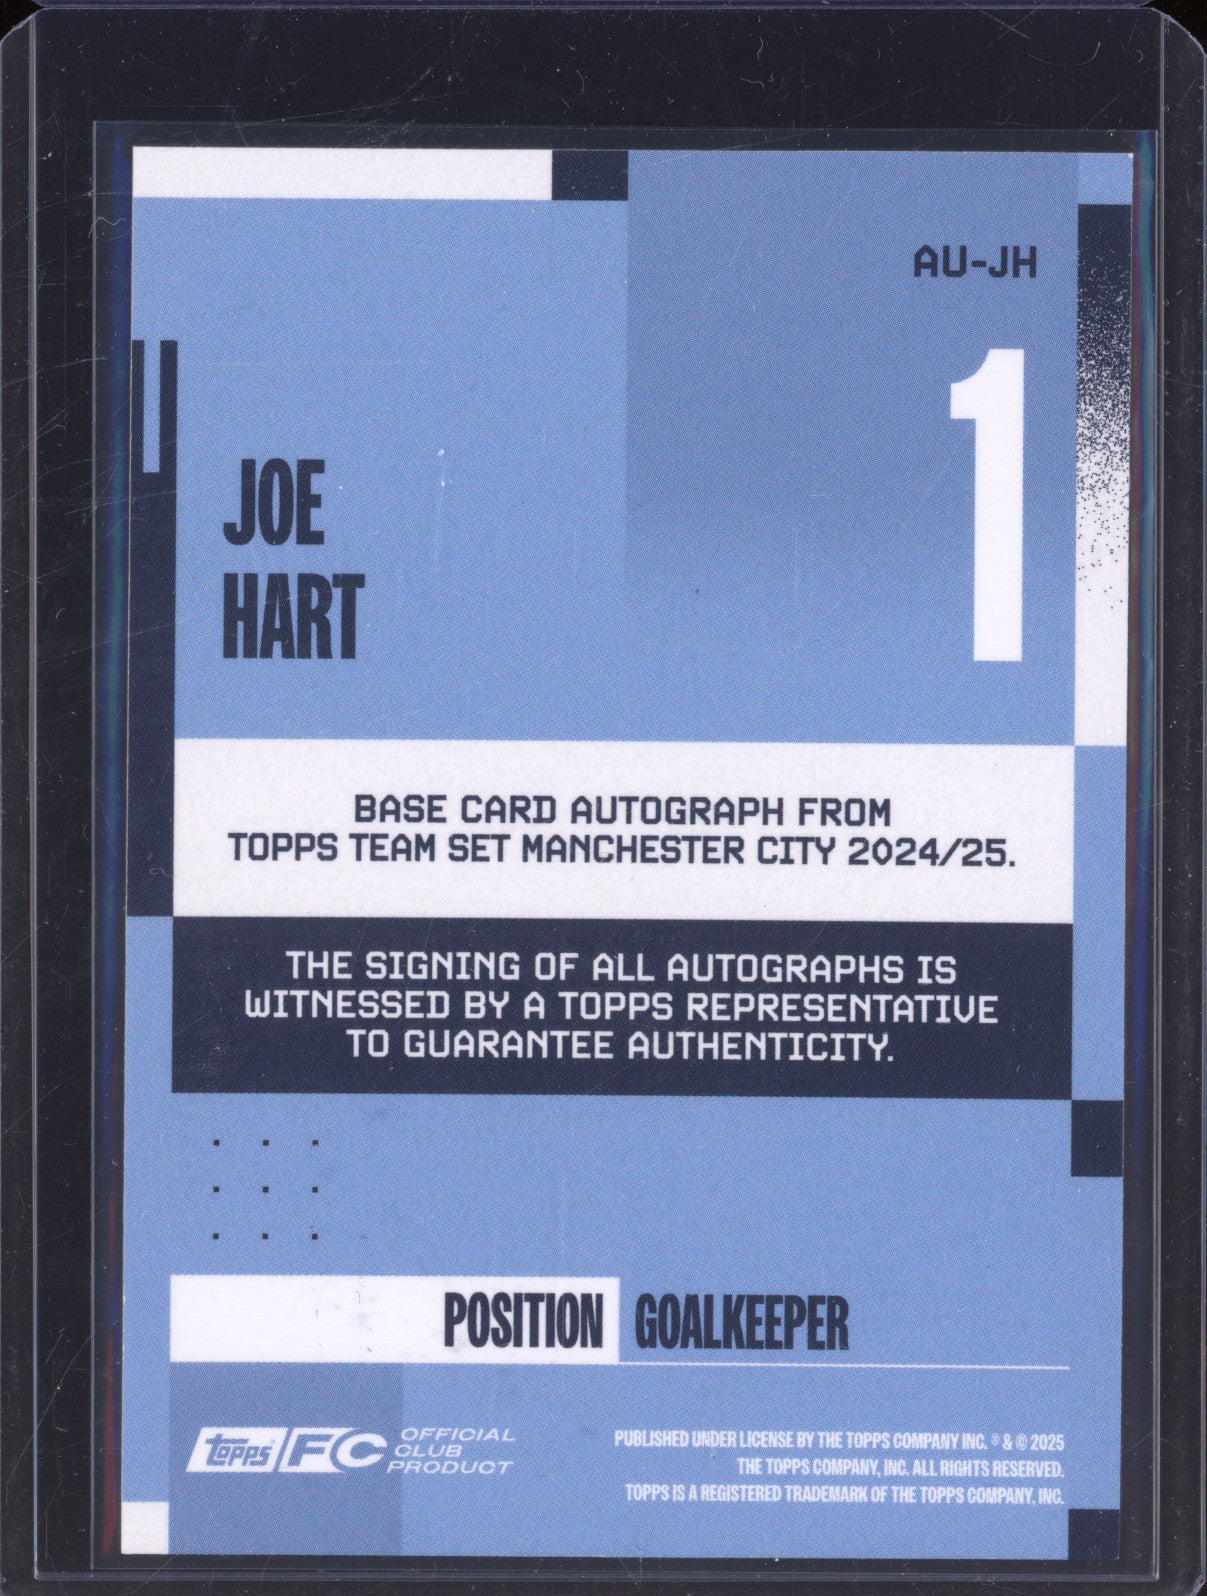 AU-JH
1
JOE
HART
BASE CARD AUTOGRAPH FROM
TOPPS TEAM SET MANCHESTER CITY 2024/25.
THE SIGNING OF ALL AUTOGRAPHS IS
WITNESSED BY A TOPPS REPRESENTATIVE
TO GUARANTEE AUTHENTICITY.
POSITION GOALKEEPER
topps FC OFFICIAL
CLUB
PRODUCT
PUBLISHED UNDER LICENSE BY THE TOPPS COMPANY INC. ® & © 2025
THE TOPPS COMPANY, INC. ALL RIGHTS RESERVED.
TOPPS IS A REGISTERED TRADEMARK OF THE TOPPS COMPANY, INC.